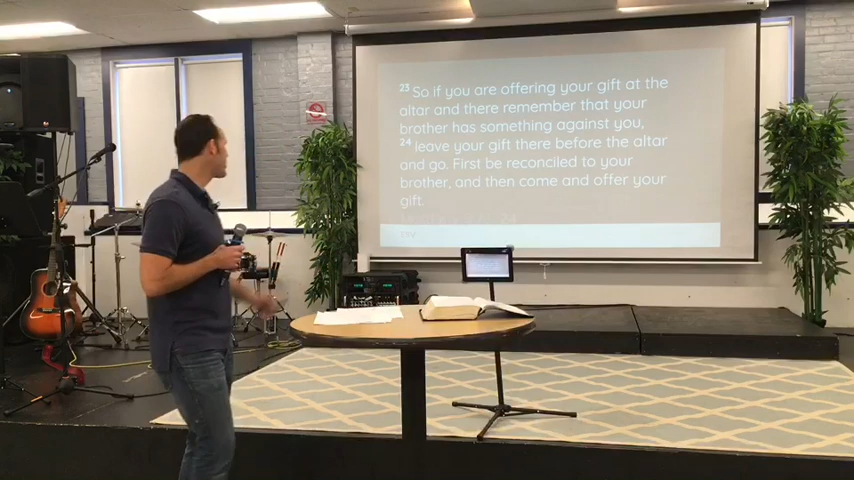 23 So if you are offering your gift at the
altar and there remember that your
brother has something against you,
24 leave your gift there before the altar
and go. First be reconciled to your
brother, and then come and offer your
gift.